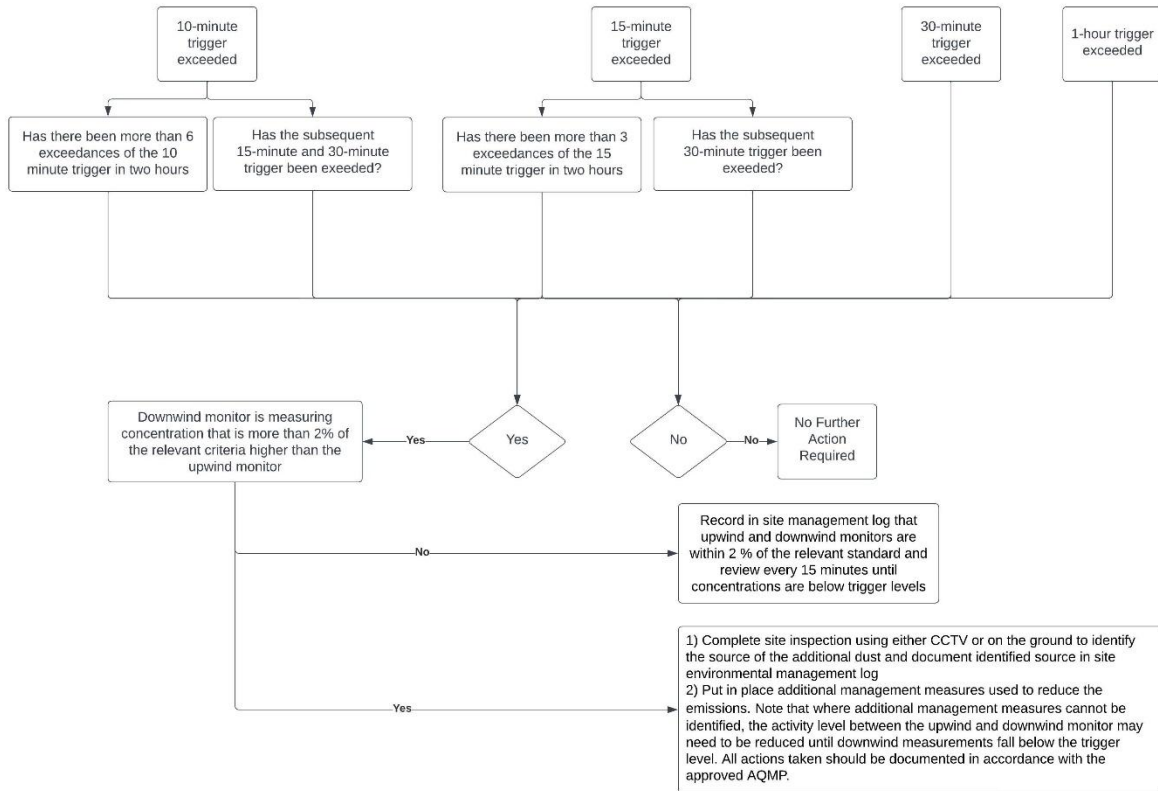 10-minute
trigger
exceeded
15-minute
trigger
exceeded
30-minute
trigger
exceeded
1-hour trigger
exceeded
Has there been more than 6
exceedances of the 10
minute trigger in two hours
Has the subsequent
15-minute and 30-minute
trigger been exeeded?
Has there been more than 3
exceedances of the 15
minute trigger in two hours
Has the subsequent
30-minute trigger been
exeeded?
Downwind monitor is measuring
concentration that is more than 2% of
the relevant criteria higher than the
upwind monitor
Yes
Yes
No
No
No Further
Action
Required
No
Record in site management log that
upwind and downwind monitors are
within 2 % of the relevant standard and
review every 15 minutes until
concentrations are below trigger levels
Yes
1) Complete site inspection using either CCTV or on the ground to identify
the source of the additional dust and document identified source in site
environmental management log
2) Put in place additional management measures used to reduce the
emissions. Note that where additional management measures cannot be
identified, the activity level between the upwind and downwind monitor may
need to be reduced until downwind measurements fall below the trigger
level. All actions taken should be documented in accordance with the
approved AQMP.